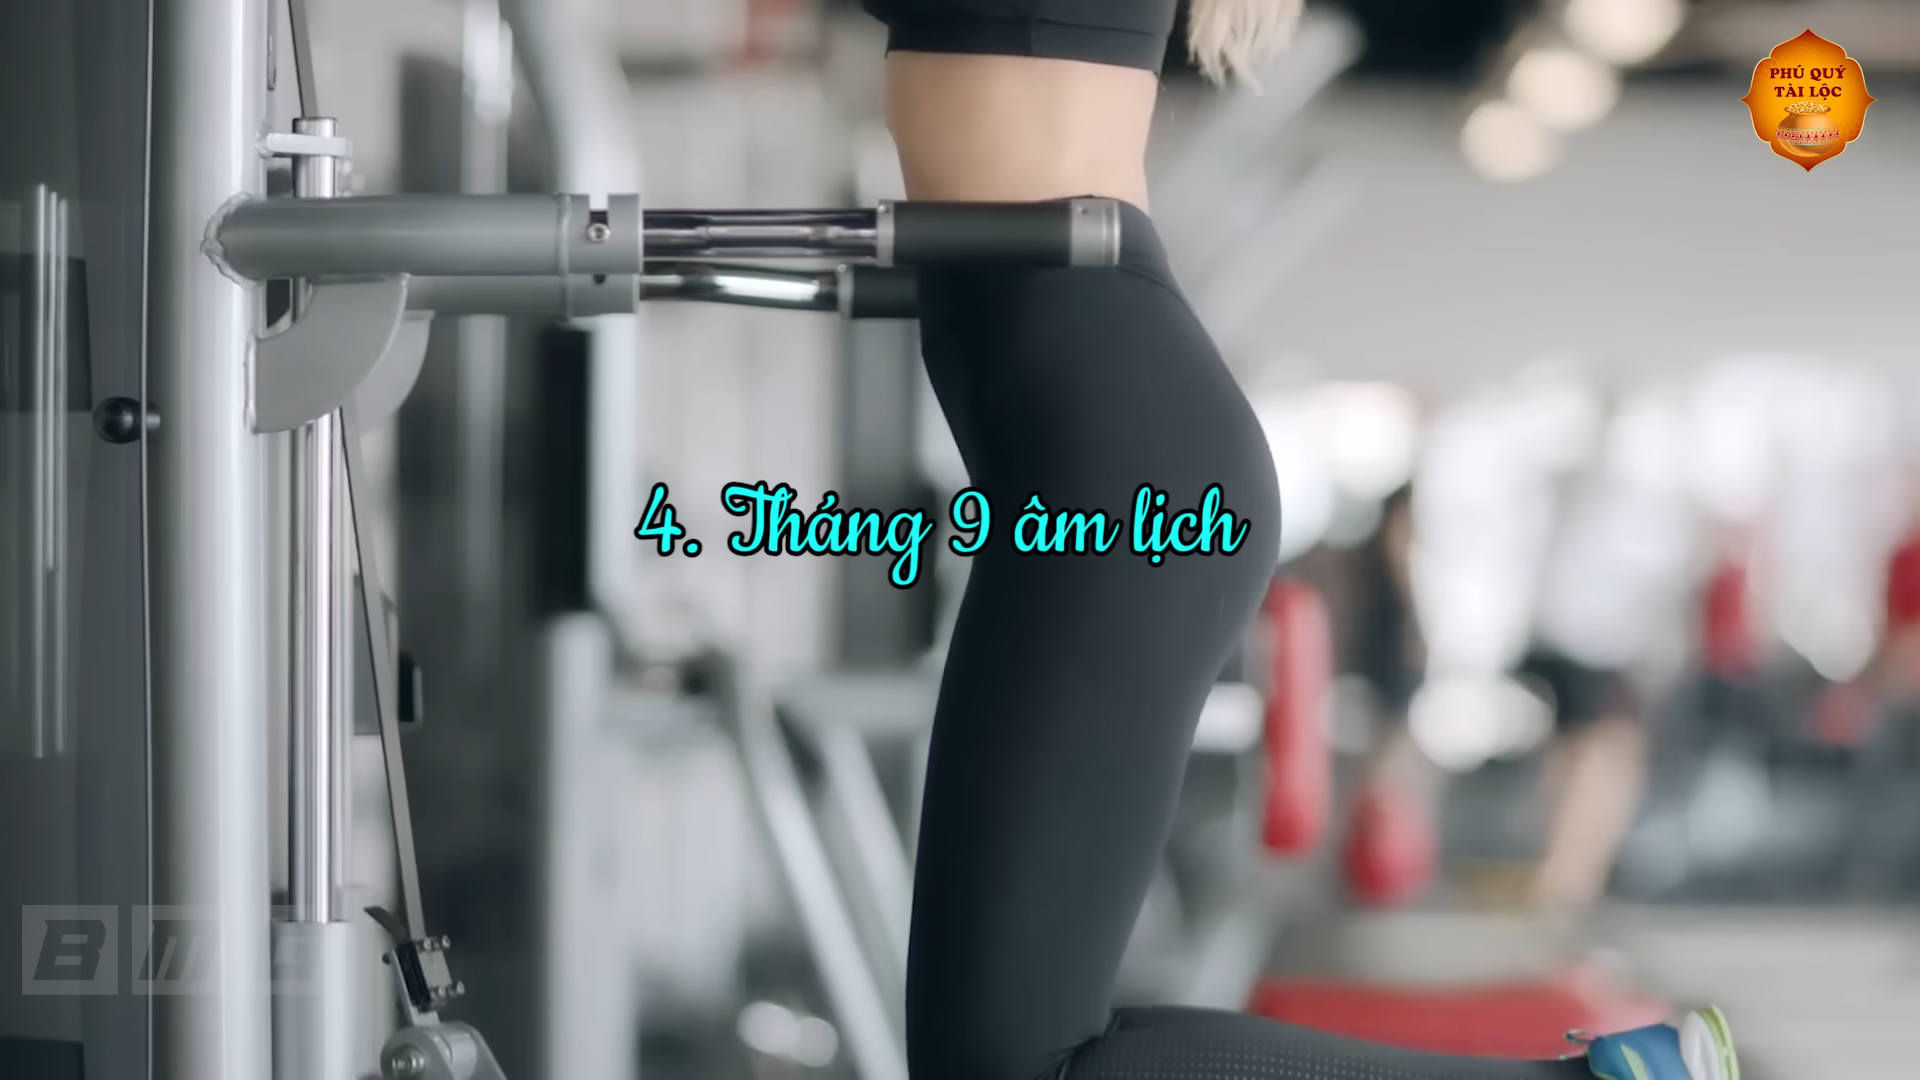 PHÚ QUÝ
TÀI LỘC
4. Tháng 9 âm lịch